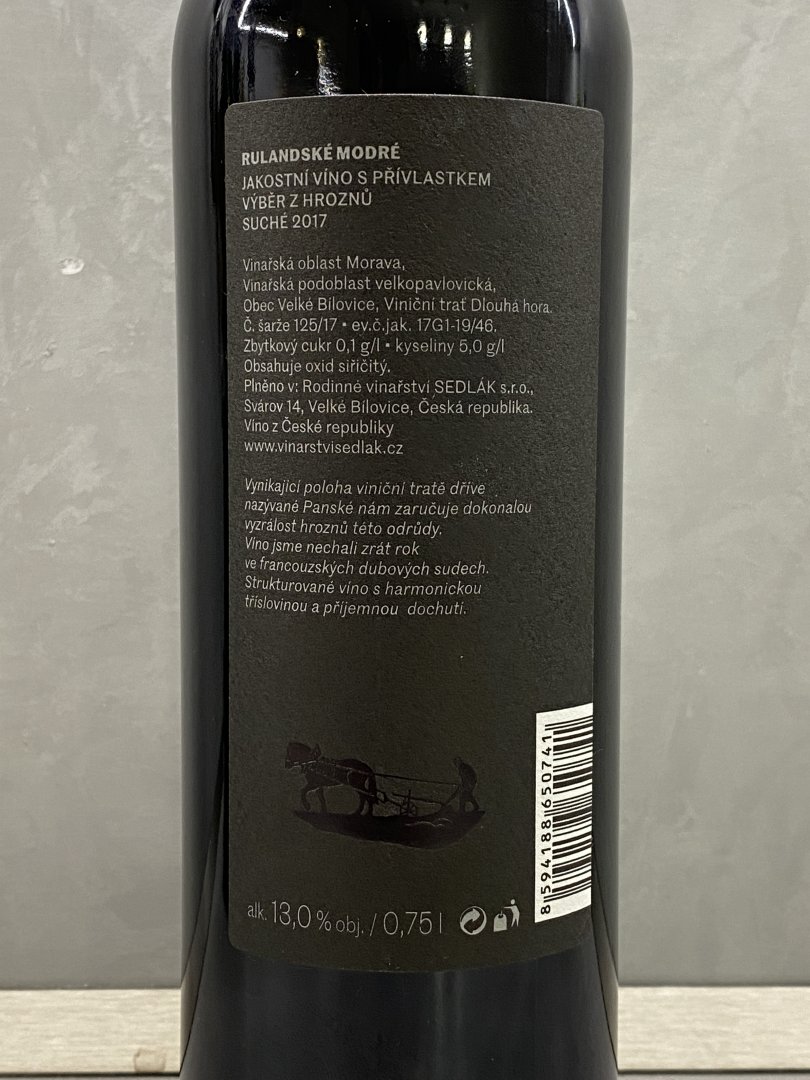 RULANDSKÉ MODRÉ
JAKOSTNÍ VÍNO S PŘÍVLASTKEM
VÝBĚR Z HROZNŮ
SUCHÉ 2017
Vinařská oblast Morava,
Vinařská podoblast velkopavlovická,
Obec Velké Bílovice, Viniční trať Dlouhá hora.
Č. šarže 125/17 • ev.č.jak. 17G1-19/46.
Zbytkový cukr 0,1 g/l • kyseliny 5,0 g/l
Obsahuje oxid siřičitý.
Plněno v: Rodinné vinařství SEDLÁK s.r.o.,
Svárov 14, Velké Bílovice, Česká republika.
Víno z České republiky
www.vinarstvisedlak.cz
Vynikající poloha viniční tratě dříve
nazývané Panské nám zaručuje dokonalou
vyzrálost hroznů této odrůdy.
Víno jsme nechali zrát rok
ve francouzských dubových sudech.
Strukturované víno s harmonickou
tříslovinou a příjemnou dochutí.
8 594188 650741
alk. 13,0 % obj. / 0,75 l